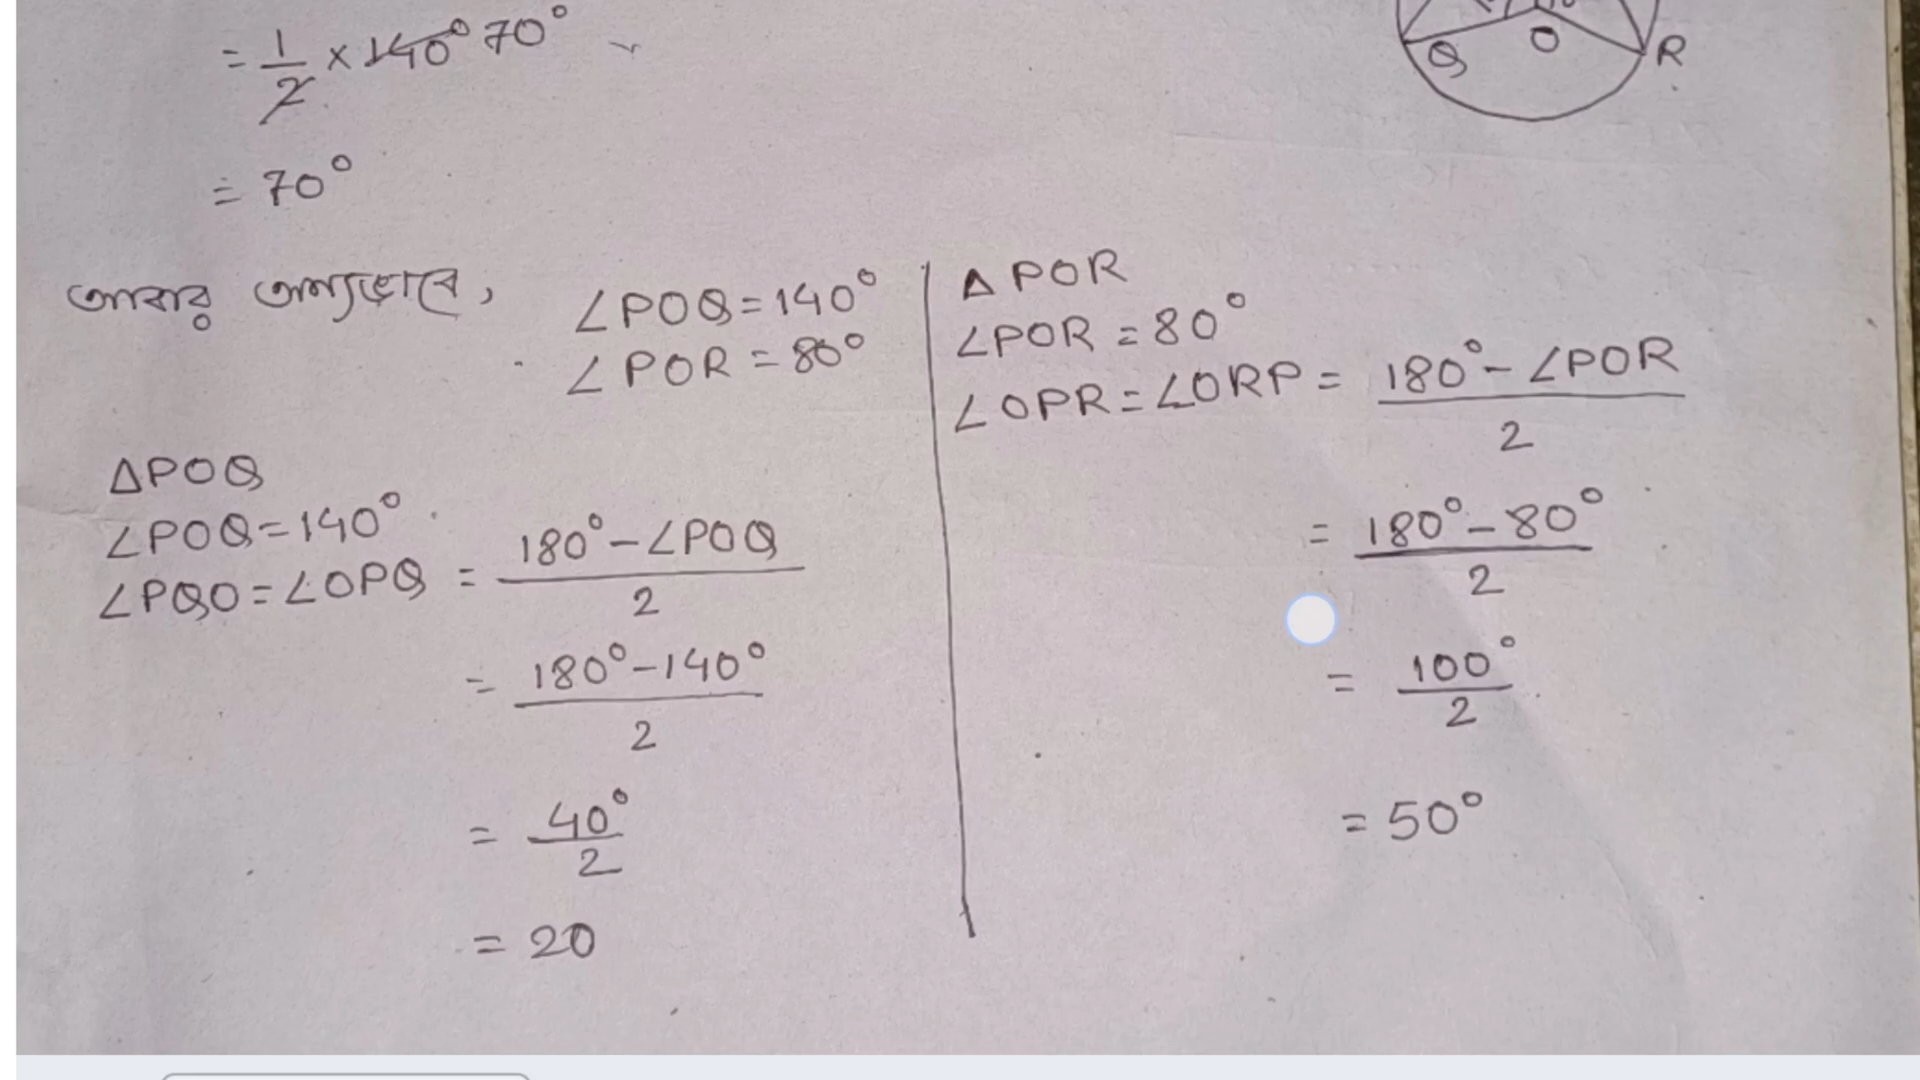 = 1/2 × 140° 70°
= 70°
Q O R
আবার অন্যভাবে, ∠POQ = 140°
∠POR = 80°
ΔPOQ
∠POQ = 140°
∠PQO = ∠OPQ = (180° - ∠POQ)/2
= (180° - 140°)/2
= 40°/2
= 20
ΔPOR
∠POR = 80°
∠OPR = ∠ORP = (180° - ∠POR)/2
= (180° - 80°)/2
= 100°/2
= 50°